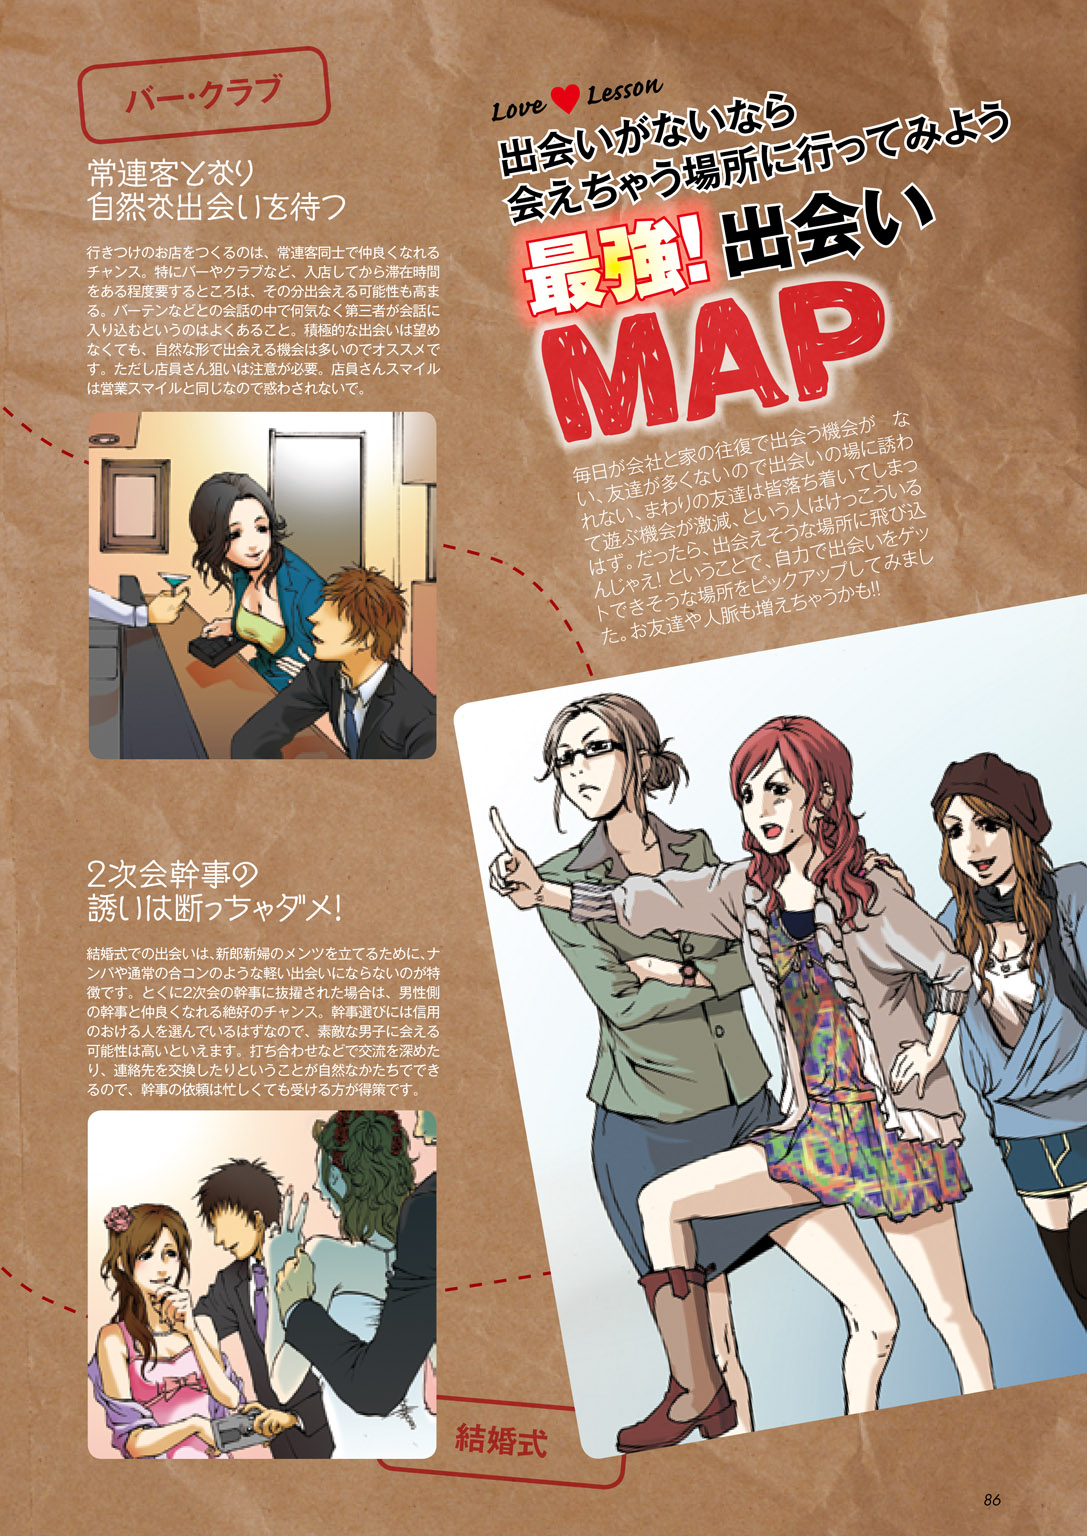 バー・クラブ
常連客となり
自然な出会いを待つ
行きつけのお店をつくるのは、常連客同士で仲良くなれる
チャンス。特にバーやクラブなど、入店してから滞在時間
をある程度要するところは、その分出会える可能性も高ま
る。バーテンなどとの会話の中で何気なく第三者が会話に
入り込むというのはよくあること。積極的な出会いは望め
なくても、自然な形で出会える機会は多いのでオススメで
す。ただし店員さん狙いは注意が必要。店員さんスマイル
は営業スマイルと同じなので惑わされないで。
Love ♥ Lesson
出会いがないなら
会えちゃう場所に行ってみよう
最強！出会い
MAP
毎日が会社と家の往復で出会う機会が　な
い、友達が多くないので出会いの場に誘わ
れない、まわりの友達は皆落ち着いてしまっ
て遊ぶ機会が激減、という人はけっこういる
はず。だったら、出会えそうな場所に飛び込
んじゃえ！ということで、自力で出会いをゲッ
トできそうな場所をピックアップしてみまし
た。お友達や人脈も増えちゃうかも!!
2次会幹事の
誘いは断っちゃダメ！
結婚式での出会いは、新郎新婦のメンツを立てるために、ナ
ンパや通常の合コンのような軽い出会いにならないのが特
徴です。とくに2次会の幹事に抜擢された場合は、男性側
の幹事と仲良くなれる絶好のチャンス。幹事選びには信用
のおける人を選んでいるはずなので、素敵な男子に会える
可能性は高いといえます。打ち合わせなどで交流を深めた
り、連絡先を交換したりということが自然なかたちでできて
るので、幹事の依頼は忙しくても受ける方が得策です。
結婚式
86